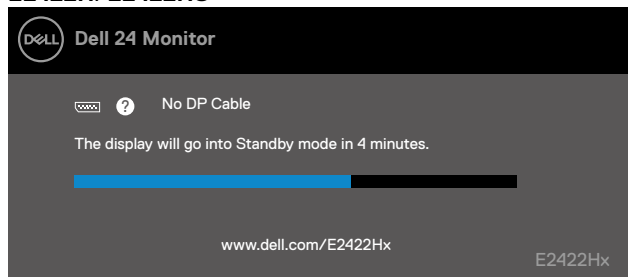 DELL Dell 24 Monitor
? No DP Cable
The display will go into Standby mode in 4 minutes.
www.dell.com/E2422Hx
E2422Hx